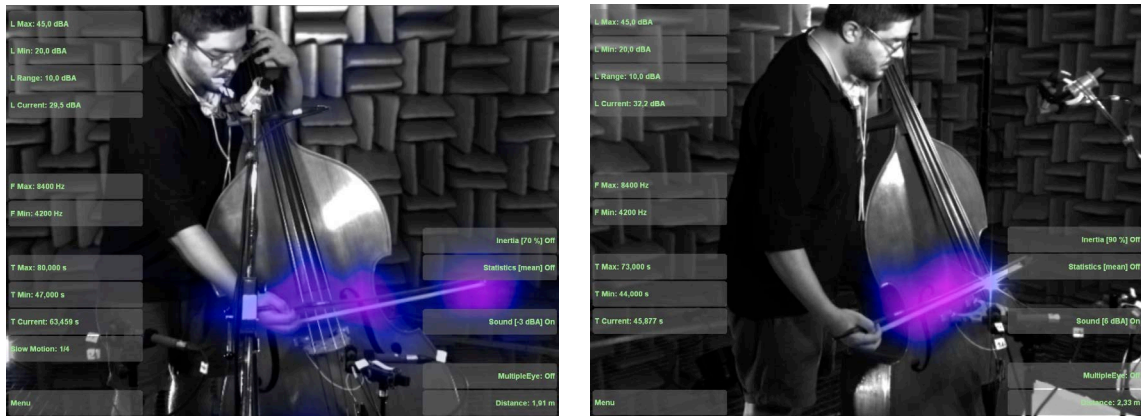 L Max: 45,0 dBA
L Min: 20,0 dBA
L Range: 10,0 dBA
L Current: 29,5 dBA
F Max: 8400 Hz
F Min: 4200 Hz
Inertia [70 %] Off
T Max: 80,000 s
Statistics [mean] Off
T Min: 47,000 s
T Current: 63,459 s
Sound [-3 dBA] On
Slow Motion: 1/4
MultipleEye: Off
Menu
Distance: 1,91 m
L Max: 45,0 dBA
L Min: 20,0 dBA
L Range: 10,0 dBA
L Current: 32,2 dBA
F Max: 8400 Hz
F Min: 4200 Hz
Inertia [90 %] Off
T Max: 73,000 s
Statistics [mean] Off
T Min: 44,000 s
T Current: 45,877 s
Sound [6 dBA] On
MultipleEye: Off
Menu
Distance: 2,33 m